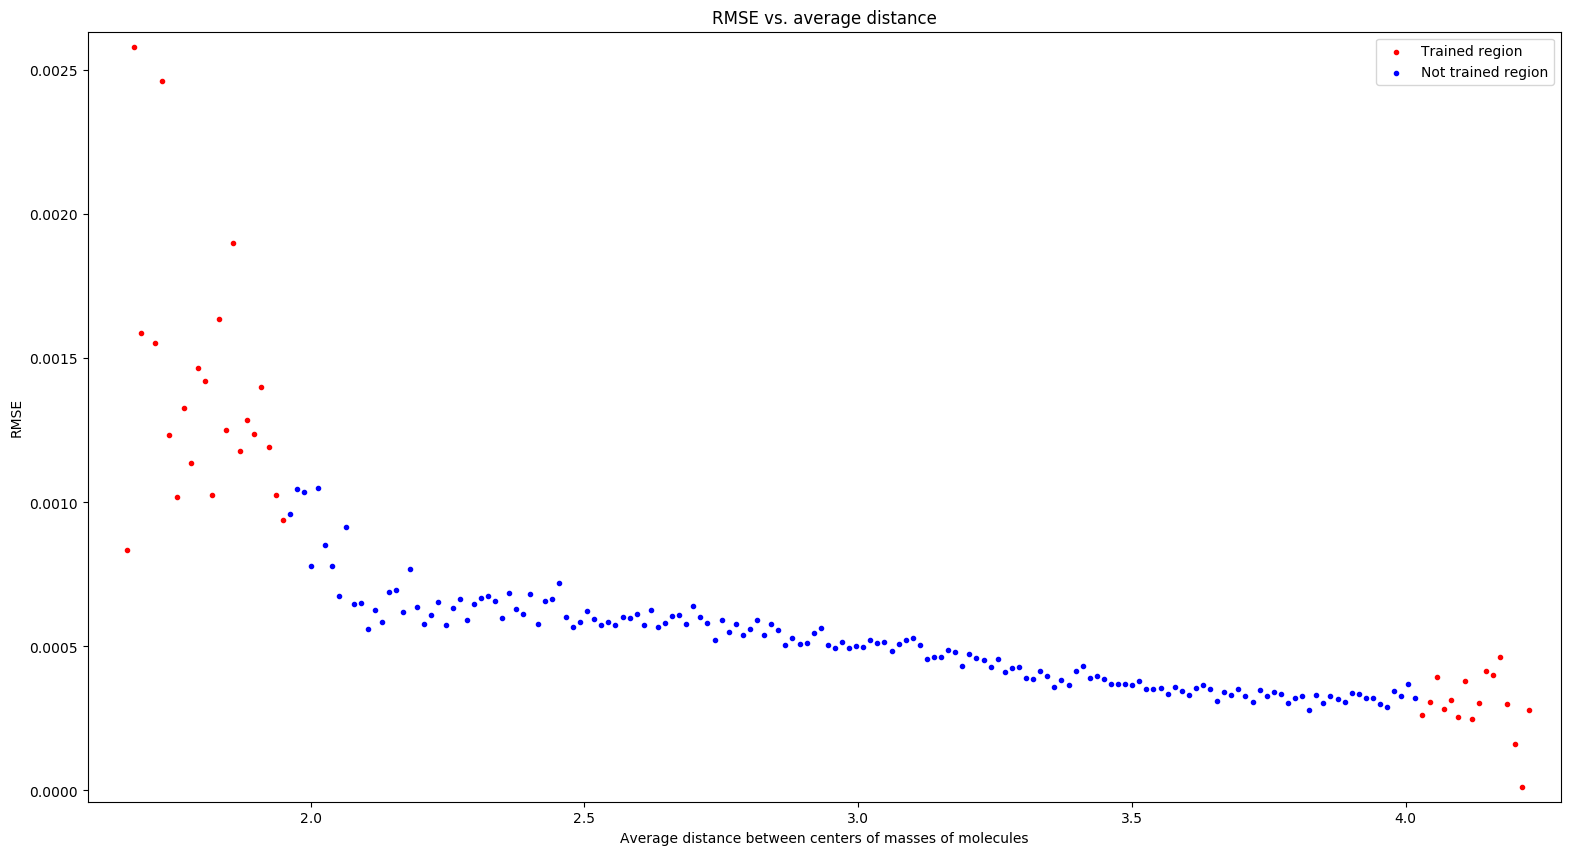 RMSE vs. average distance
Trained region
Not trained region
RMSE
0.0025
0.0020
0.0015
0.0010
0.0005
0.0000
2.0 2.5 3.0 3.5 4.0
Average distance between centers of masses of molecules